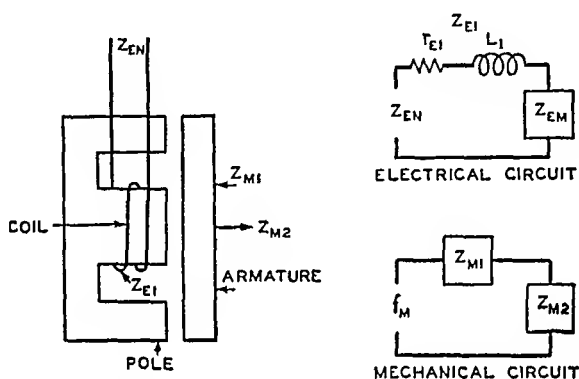 Z_EN
COIL
Z_E1
POLE
Z_M1
Z_M2
ARMATURE
Z_E1
r_E1
L_1
Z_EN
Z_EM
ELECTRICAL CIRCUIT
Z_M1
f_M
Z_M2
MECHANICAL CIRCUIT